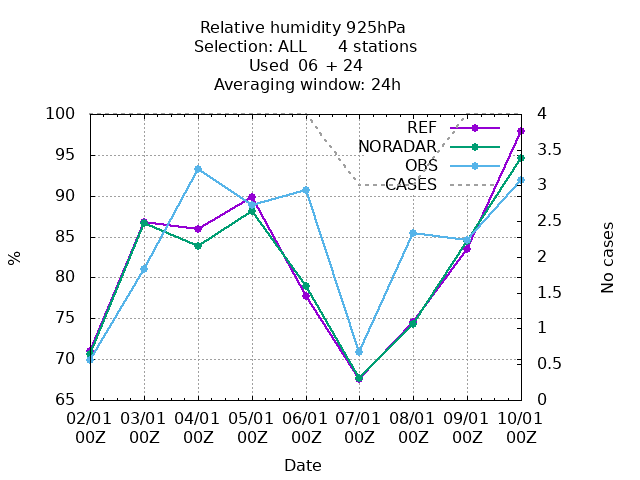 Relative humidity 925hPa
Selection: ALL 4 stations
Used 06 + 24
Averaging window: 24h
100
95
90
85
80
75
70
65
%
4
3.5
3
2.5
2
1.5
1
0.5
0
No cases
REF
NORADAR
OBS
CASES
02/01 03/01 04/01 05/01 06/01 07/01 08/01 09/01 10/01
00Z 00Z 00Z 00Z 00Z 00Z 00Z 00Z 00Z
Date